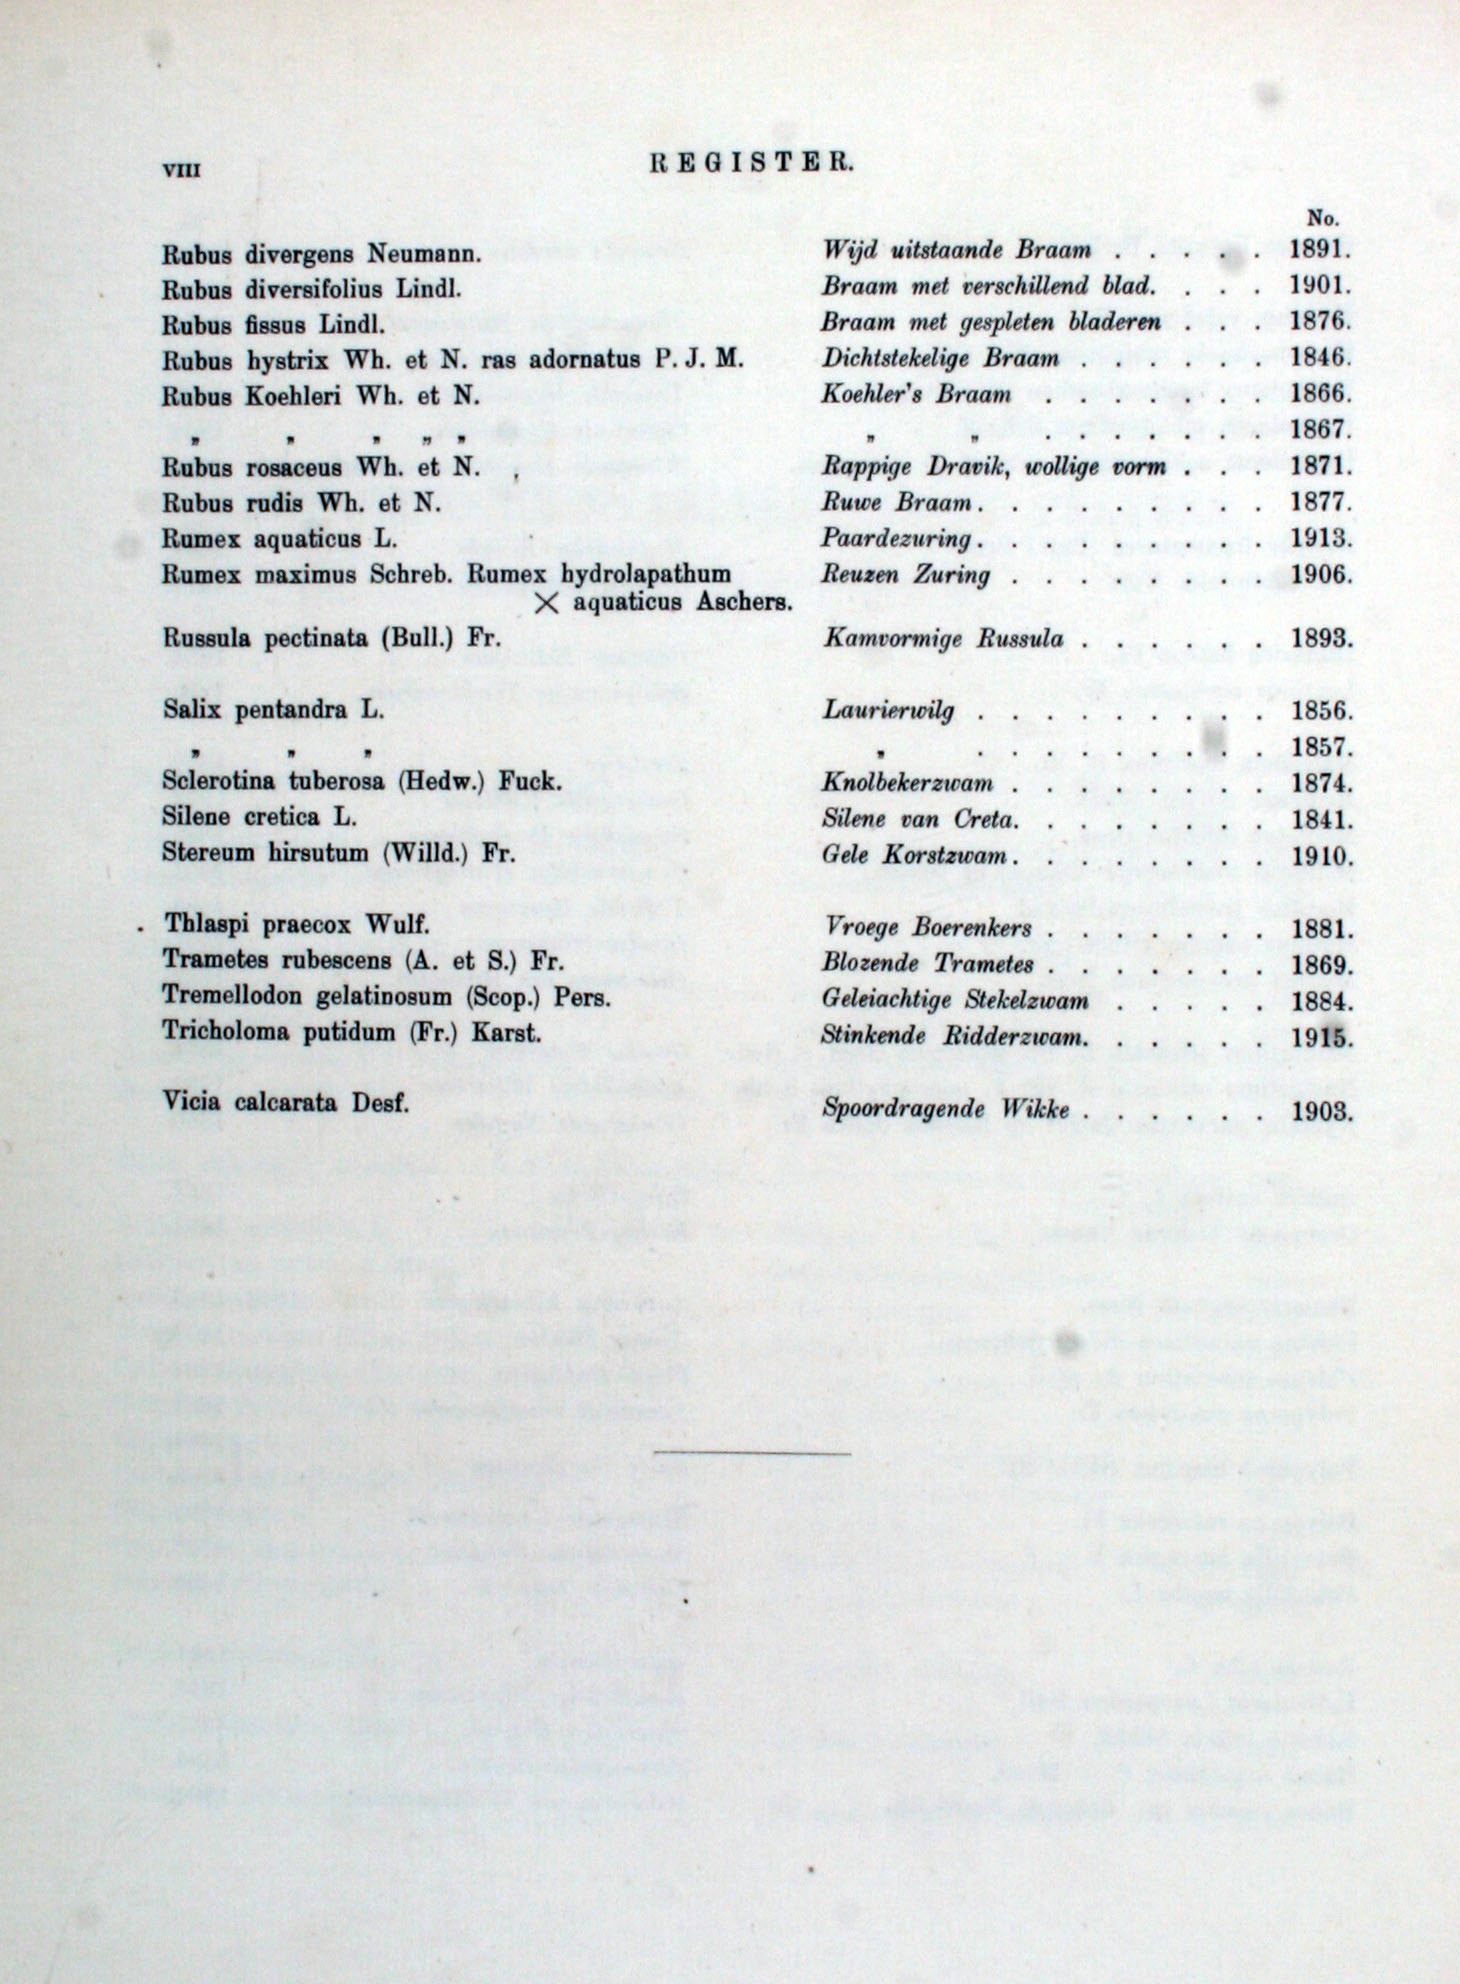 VIII REGISTER.
No.
Rubus divergens Neumann. Wijd uitstaande Braam . . . . . 1891.
Rubus diversifolius Lindl. Braam met verschillend blad. . . . 1901.
Rubus fissus Lindl. Braam met gespleten bladeren . . . 1876.
Rubus hystrix Wh. et N. ras adornatus P. J. M. Dichtstekelige Braam . . . . . . 1846.
Rubus Koehleri Wh. et N. Koehler's Braam . . . . . . . 1866.
„ „ „ „ „ „ „ . . . . . . . 1867.
Rubus rosaceus Wh. et N. Rappige Dravik, wollige vorm . . . 1871.
Rubus rudis Wh. et N. Ruwe Braam. . . . . . . . . 1877.
Rumex aquaticus L. Paardezuring. . . . . . . . . 1913.
Rumex maximus Schreb. Rumex hydrolapathum Reuzen Zuring . . . . . . . . 1906.
× aquaticus Aschers.
Russula pectinata (Bull.) Fr. Kamvormige Russula . . . . . . 1893.
Salix pentandra L. Laurierwilg . . . . . . . . . 1856.
„ „ „ „ . . . . . . . . . 1857.
Sclerotina tuberosa (Hedw.) Fuck. Knolbekerzwam . . . . . . . . 1874.
Silene cretica L. Silene van Creta. . . . . . . . 1841.
Stereum hirsutum (Willd.) Fr. Gele Korstzwam. . . . . . . . 1910.
Thlaspi praecox Wulf. Vroege Boerenkers . . . . . . . 1881.
Trametes rubescens (A. et S.) Fr. Blozende Trametes . . . . . . . 1869.
Tremellodon gelatinosum (Scop.) Pers. Geleiachtige Stekelzwam . . . . . 1884.
Tricholoma putidum (Fr.) Karst. Stinkende Ridderzwam. . . . . . 1915.
Vicia calcarata Desf. Spoordragende Wikke . . . . . . 1903.